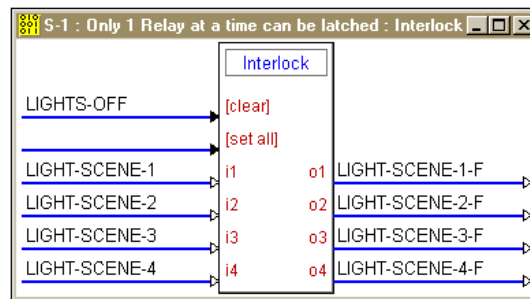 S-1 : Only 1 Relay at a time can be latched : Interlock
Interlock
LIGHTS-OFF
[clear]
[set all]
LIGHT-SCENE-1 i1 o1 LIGHT-SCENE-1-F
LIGHT-SCENE-2 i2 o2 LIGHT-SCENE-2-F
LIGHT-SCENE-3 i3 o3 LIGHT-SCENE-3-F
LIGHT-SCENE-4 i4 o4 LIGHT-SCENE-4-F